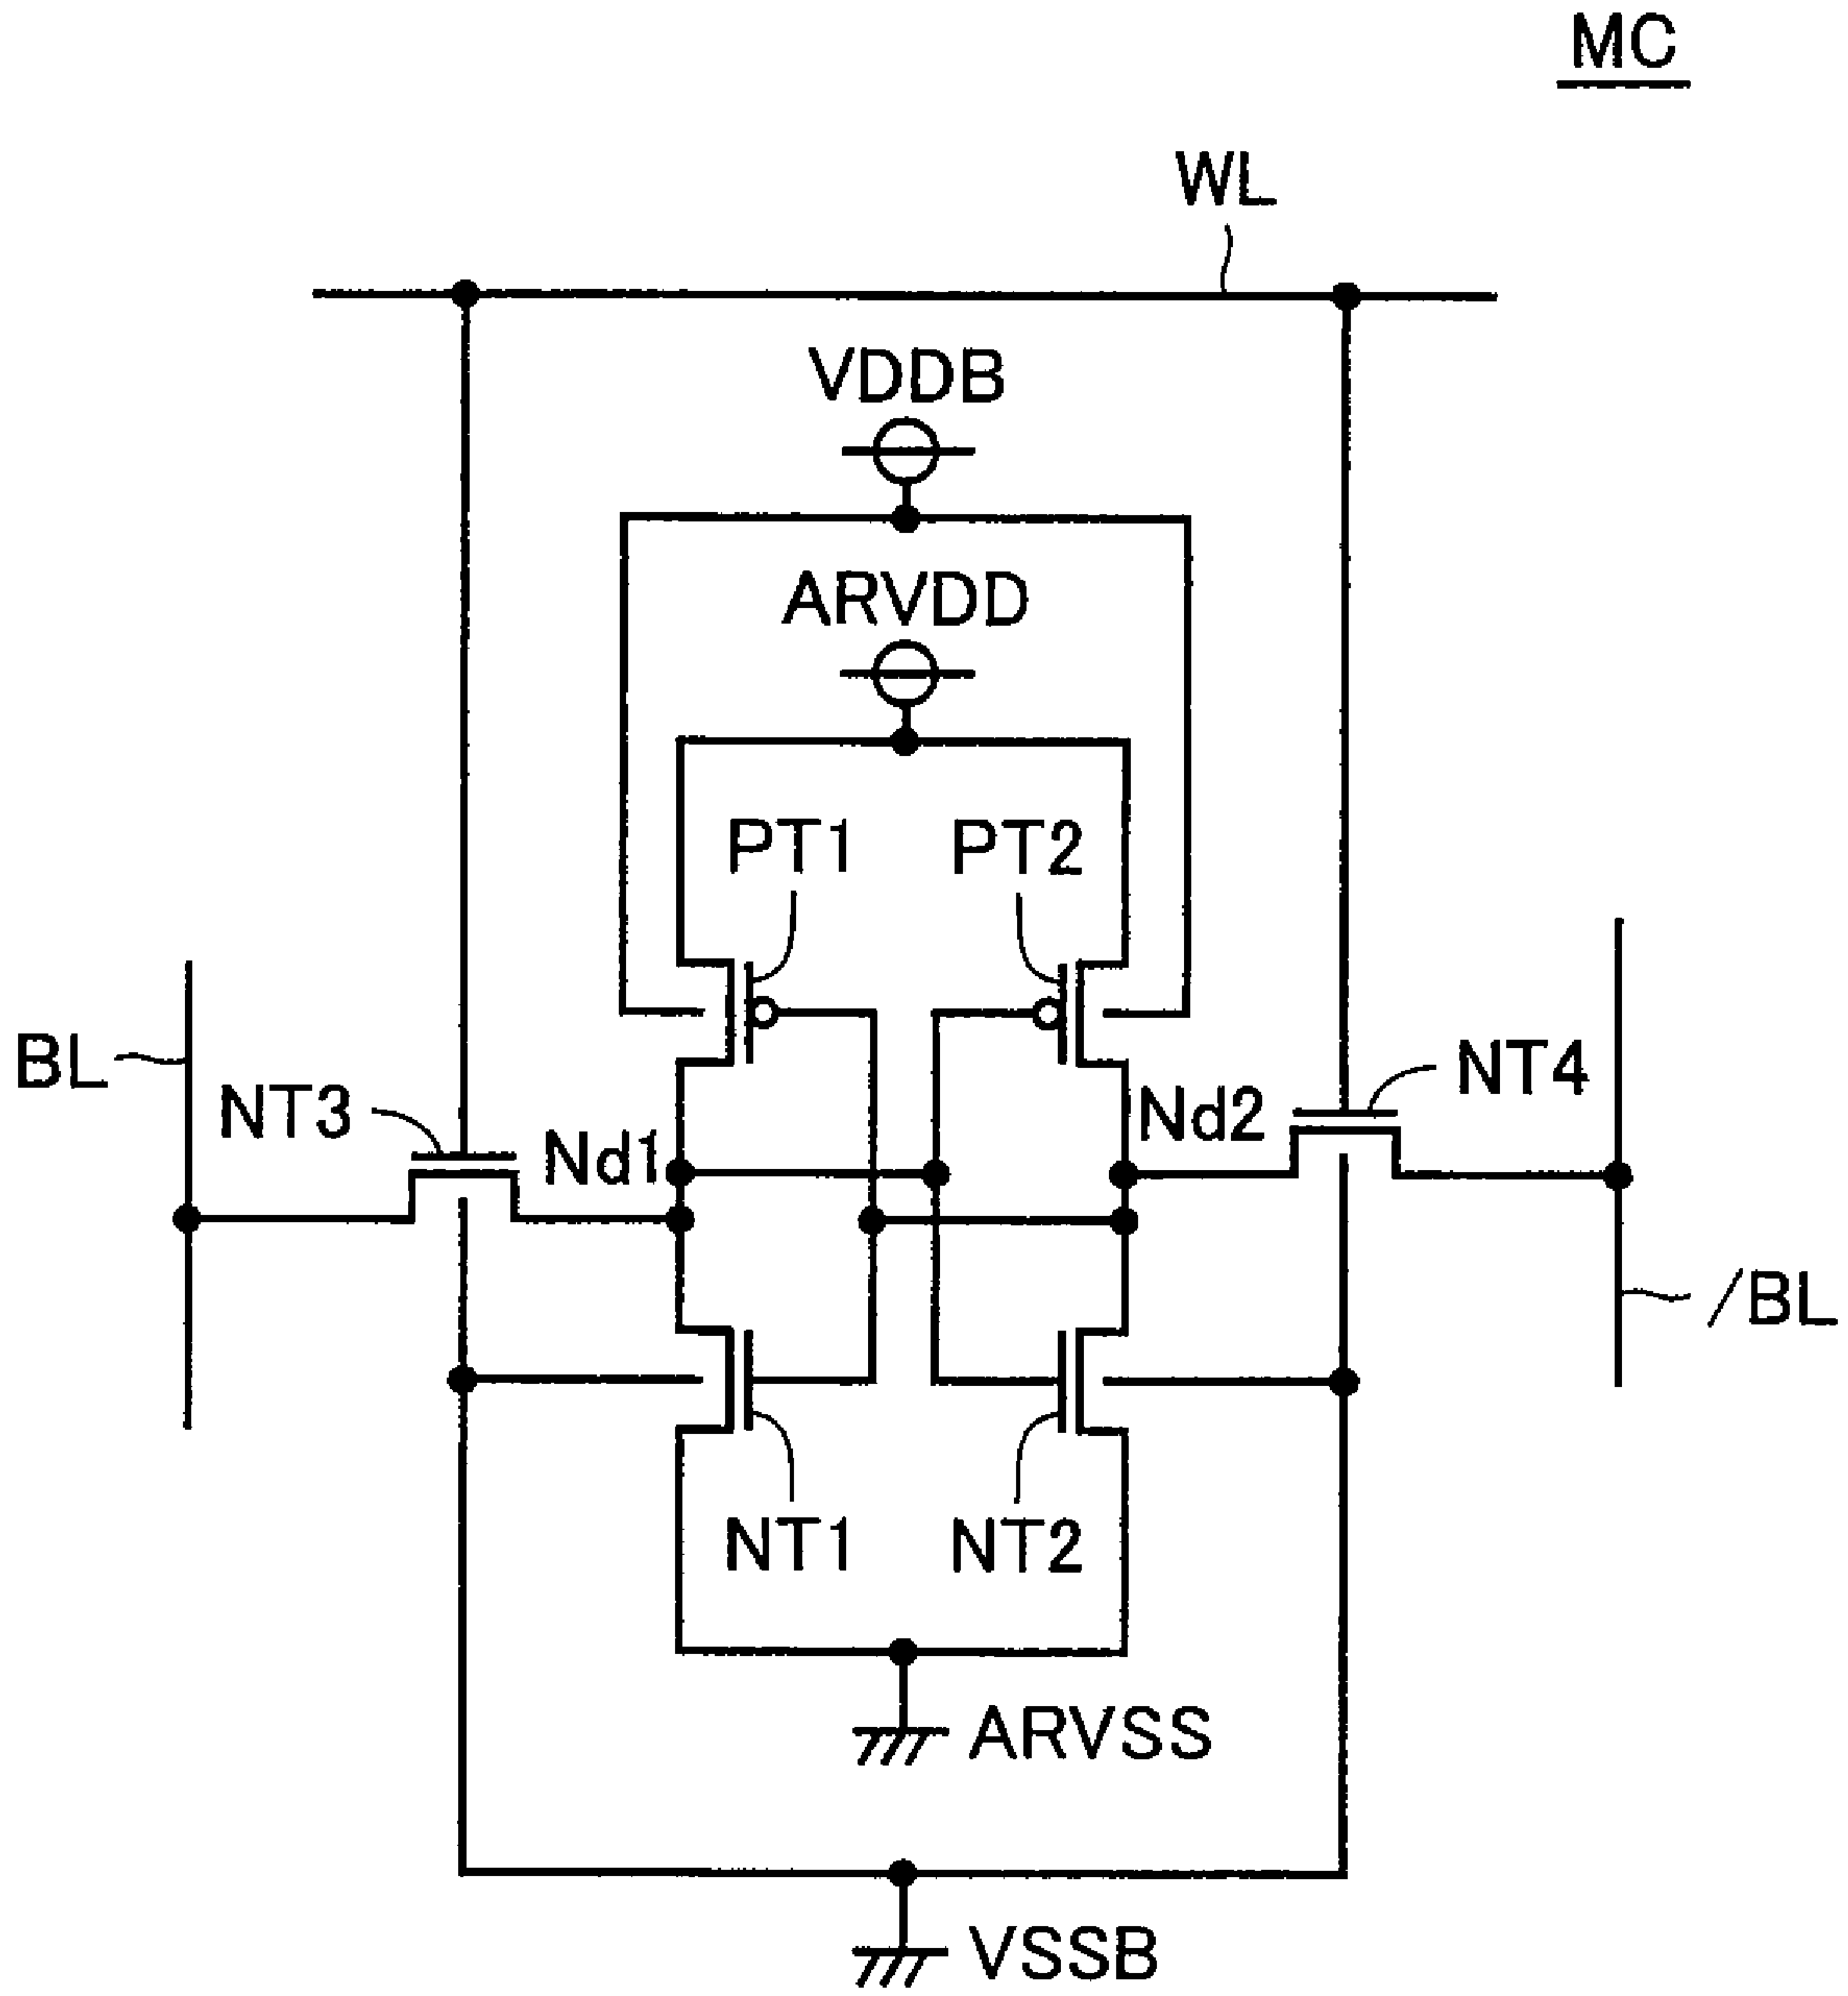 MC
WL
VDDB
ARVDD
PT1
PT2
BL
NT3
Nd1
Nd2
NT4
/BL
NT1
NT2
ARVSS
VSSB